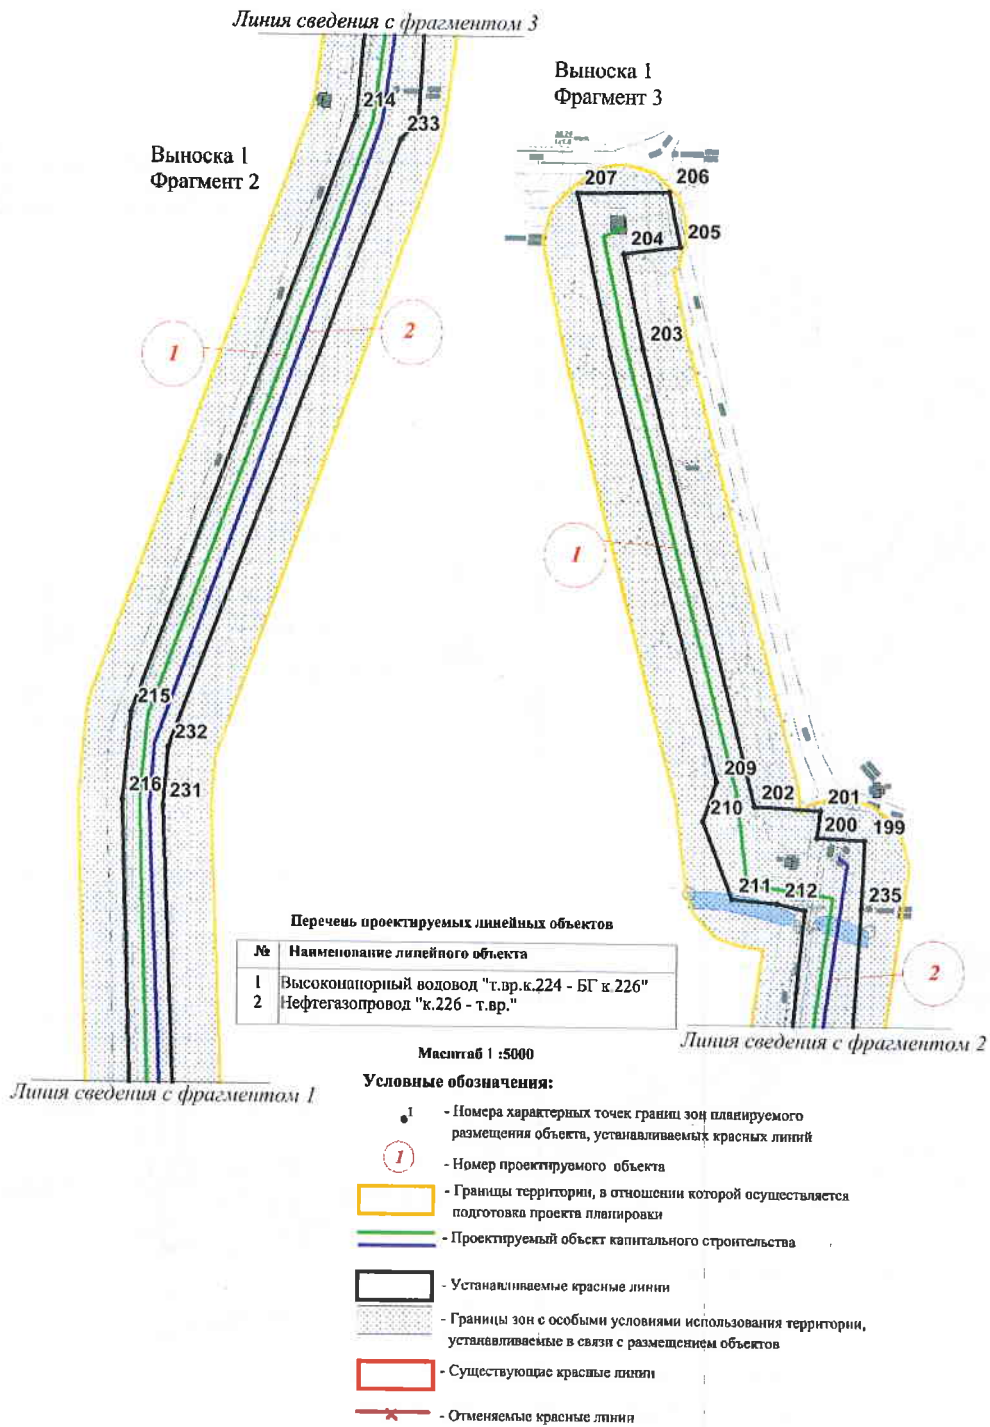 Линия сведения с фрагментом 3
Выноска 1
Фрагмент 3
214
233
Выноска 1
Фрагмент 2
207
206
204
205
203
2
1
1
215
232
216
231
209
202
201
210
200
199
211
212
235
2
Линия сведения с фрагментом 2
Перечень проектируемых линейных объектов
№ Наименование линейного объекта
1 Высоконапорный водовод "т.вр.к.224 - БГ к.226"
2 Нефтегазопровод "к.226 - т.вр."
Масштаб 1 :5000
Линия сведения с фрагментом 1
Условные обозначения:
1 - Номера характерных точек границ зон планируемого
размещения объекта, устанавливаемых красных линий
1 - Номер проектируемого объекта
- Границы территории, в отношении которой осуществляется
подготовка проекта планировки
- Проектируемый объект капитального строительства
- Устанавливаемые красные линии
- Границы зон с особыми условиями использования территории,
устанавливаемые в связи с размещением объектов
- Существующие красные линии
- Отменяемые красные линии